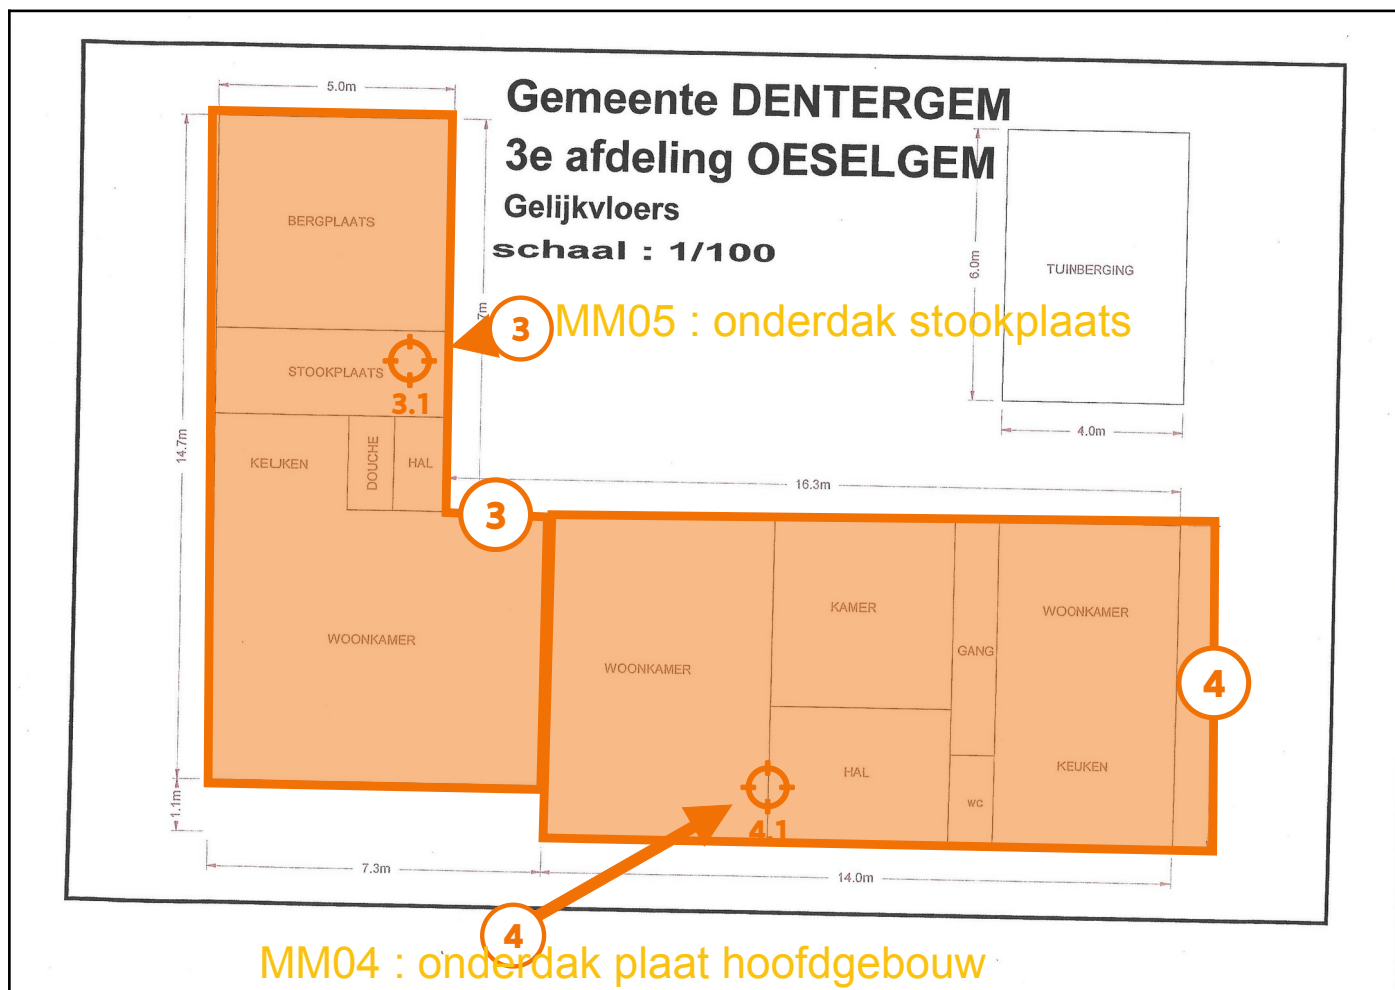 5.0m
Gemeente DENTERGEM
3e afdeling OESELGEM
Gelijkvloers
schaal : 1/100
BERGPLAATS
6.0m
TUINBERGING
7m
3
MM05 : onderdak stookplaats
STOOKPLAATS
3.1
4.0m
14.7m
KEUKEN
DOUCHE
HAL
16.3m
3
WOONKAMER
WOONKAMER
KAMER
GANG
WOONKAMER
4
HAL
KEUKEN
WC
4.1
1.1m
7.3m
14.0m
4
MM04 : onderdak plaat hoofdgebouw